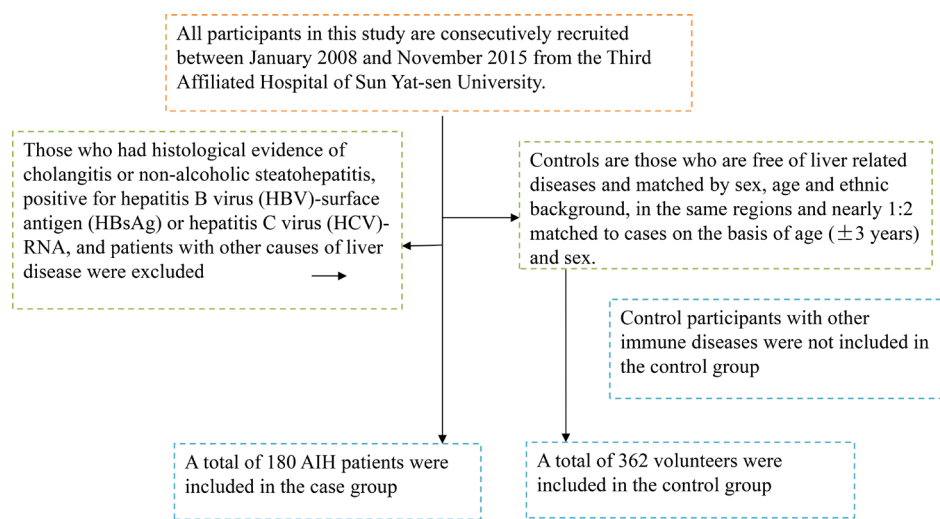 All participants in this study are consecutively recruited
between January 2008 and November 2015 from the Third
Affiliated Hospital of Sun Yat-sen University.
Those who had histological evidence of
cholangitis or non-alcoholic steatohepatitis,
positive for hepatitis B virus (HBV)-surface
antigen (HBsAg) or hepatitis C virus (HCV)-
RNA, and patients with other causes of liver
disease were excluded
Controls are those who are free of liver related
diseases and matched by sex, age and ethnic
background, in the same regions and nearly 1:2
matched to cases on the basis of age (±3 years)
and sex.
Control participants with other
immune diseases were not included in
the control group
A total of 180 AIH patients were
included in the case group
A total of 362 volunteers were
included in the control group